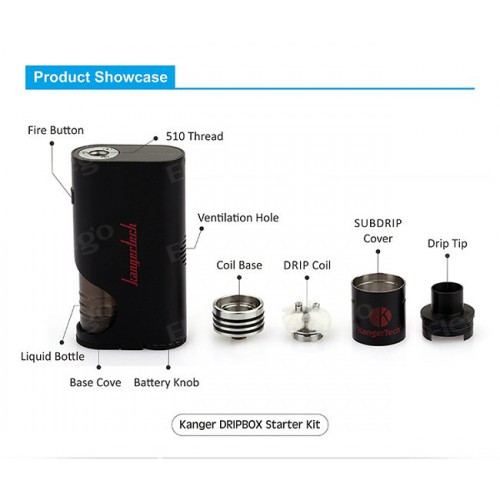 Product Showcase
Fire Button
510 Thread
Ventilation Hole
SUBDRIP
Cover
Coil Base
DRIP Coil
Drip Tip
kangertech
KangerTech
Liquid Bottle
Base Cove
Battery Knob
Kanger DRIPBOX Starter Kit